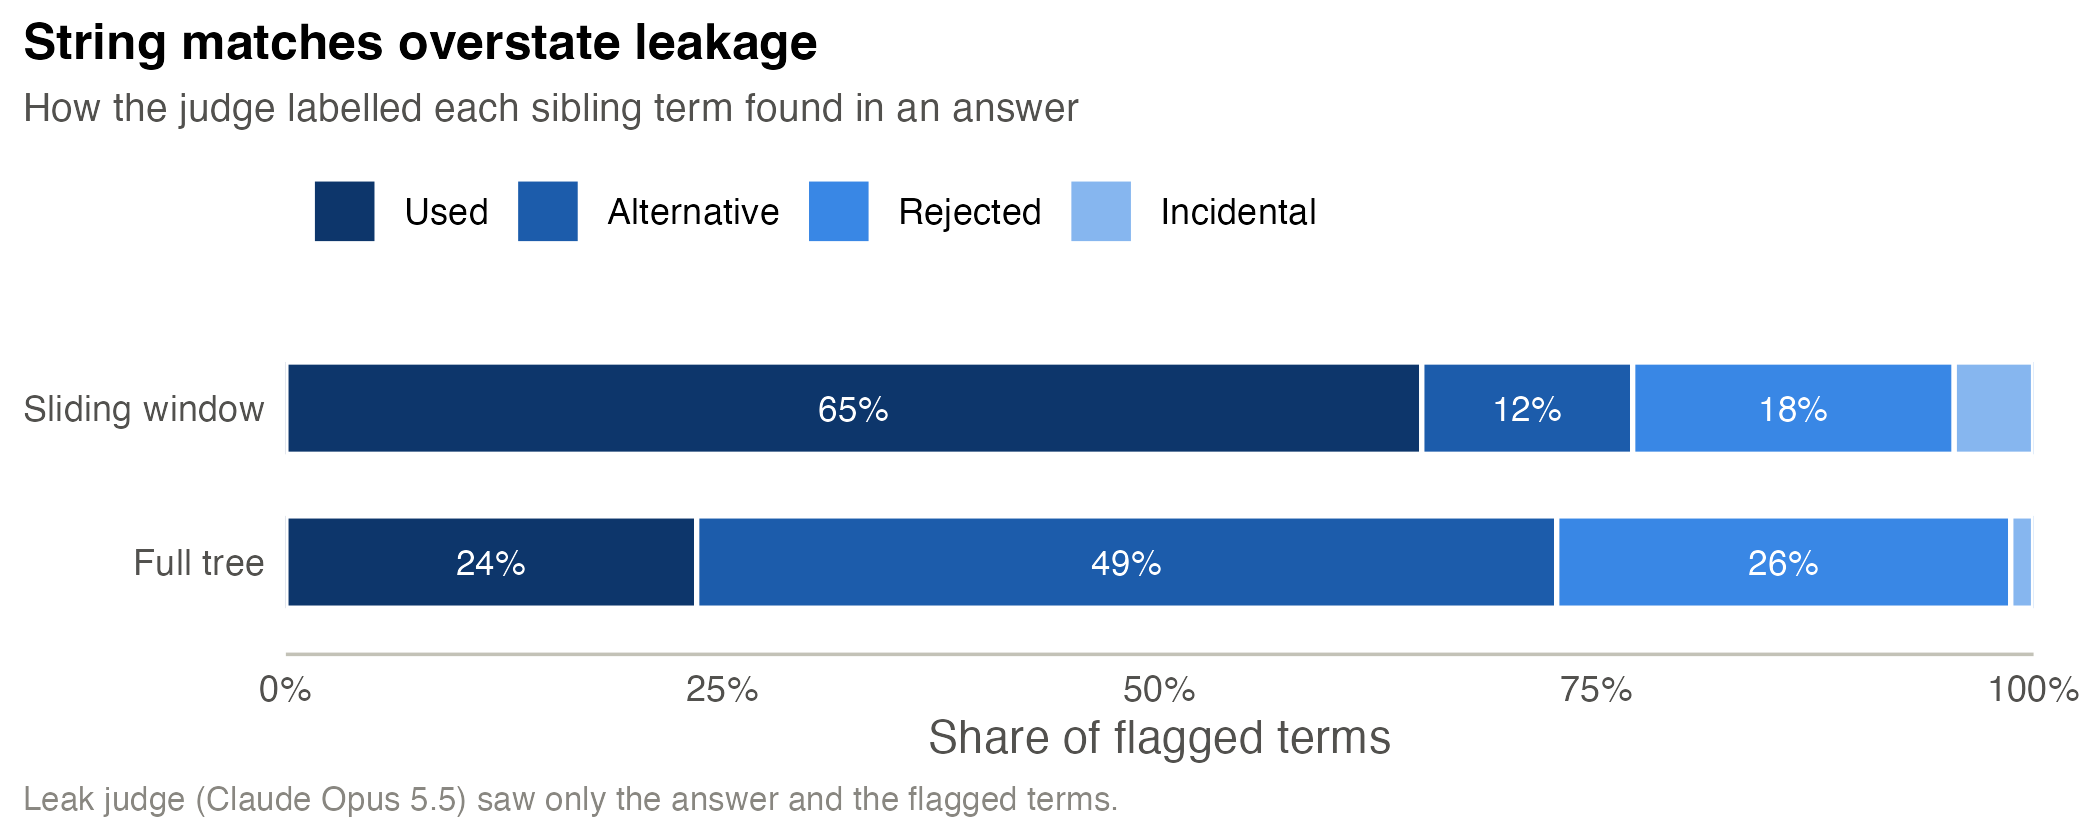 String matches overstate leakage
How the judge labelled each sibling term found in an answer
Used Alternative Rejected Incidental
Sliding window 65% 12% 18%
Full tree 24% 49% 26%
0% 25% 50% 75% 100%
Share of flagged terms
Leak judge (Claude Opus 5.5) saw only the answer and the flagged terms.